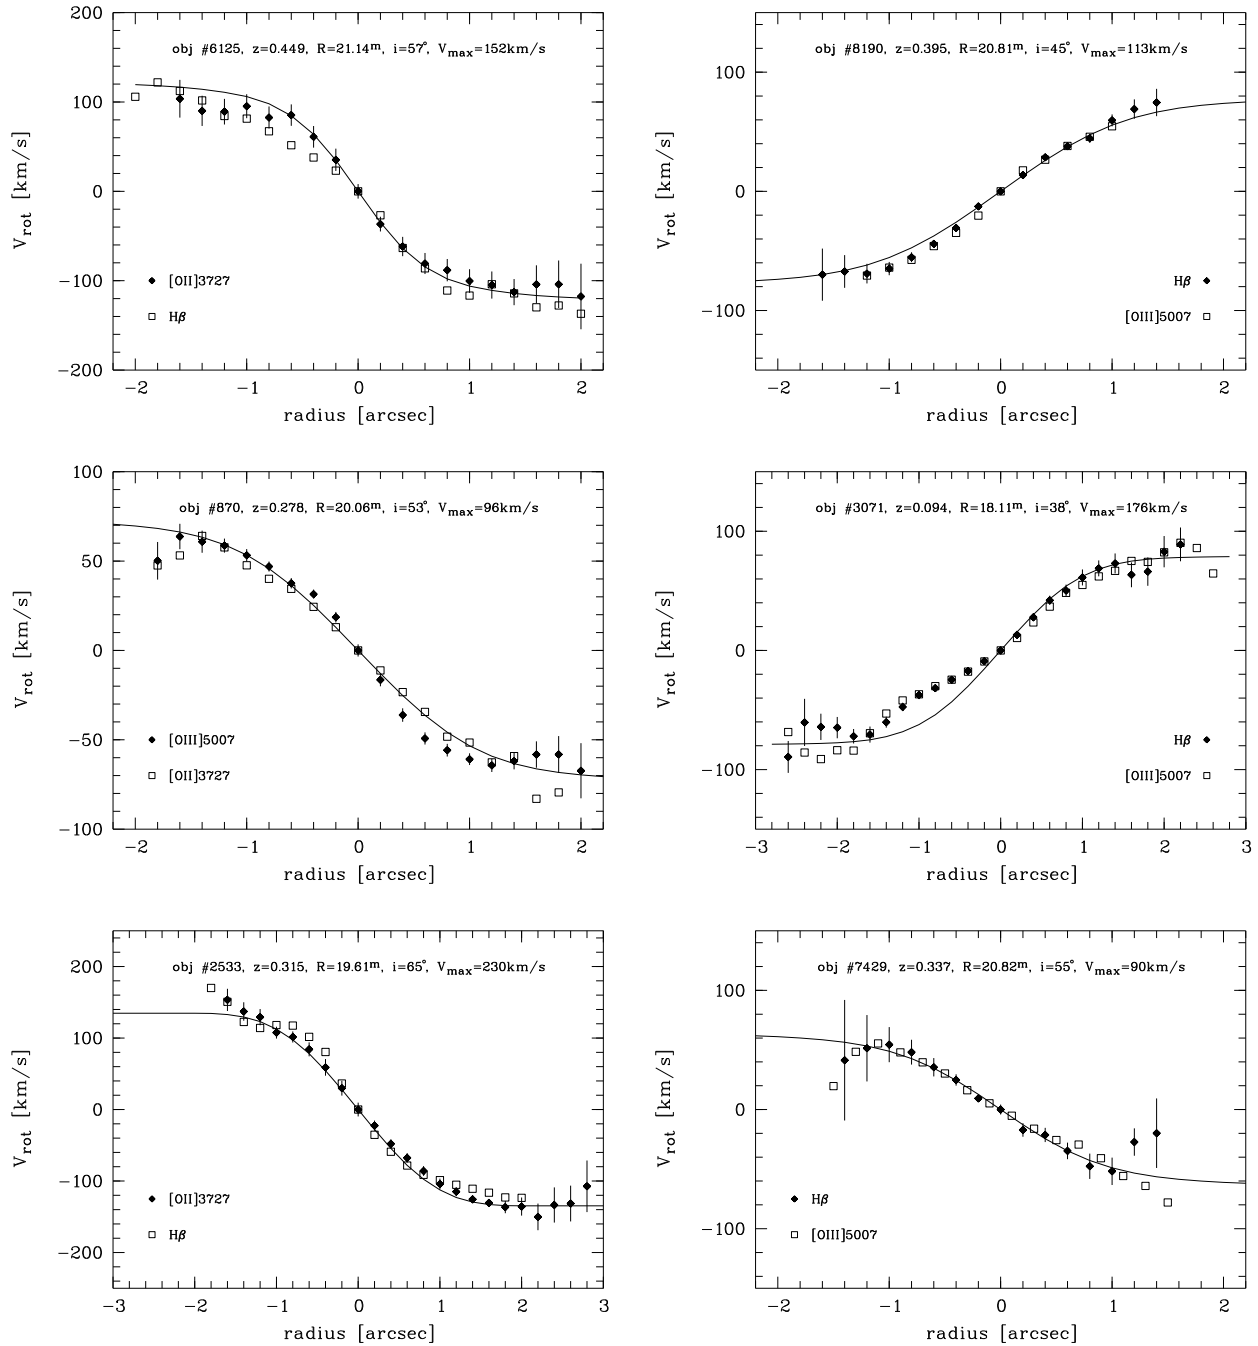 obj #6125, z=0.449, R=21.14m, i=57°, Vmax=152km/s
200
100
0
−100
−200
Vrot [km/s]
[OII]3727
Hβ
−2 −1 0 1 2
radius [arcsec]
obj #8190, z=0.395, R=20.81m, i=45°, Vmax=113km/s
100
0
−100
Vrot [km/s]
Hβ
[OIII]5007
−2 −1 0 1 2
radius [arcsec]
obj #870, z=0.278, R=20.06m, i=53°, Vmax=96km/s
100
50
0
−50
−100
Vrot [km/s]
[OIII]5007
[OII]3727
−2 −1 0 1 2
radius [arcsec]
obj #3071, z=0.094, R=18.11m, i=38°, Vmax=176km/s
100
0
−100
Vrot [km/s]
Hβ
[OIII]5007
−3 −2 −1 0 1 2 3
radius [arcsec]
obj #2533, z=0.315, R=19.61m, i=65°, Vmax=230km/s
200
100
0
−100
−200
Vrot [km/s]
[OII]3727
Hβ
−3 −2 −1 0 1 2 3
radius [arcsec]
obj #7429, z=0.337, R=20.82m, i=55°, Vmax=90km/s
100
0
−100
Vrot [km/s]
Hβ
[OIII]5007
−2 −1 0 1 2
radius [arcsec]